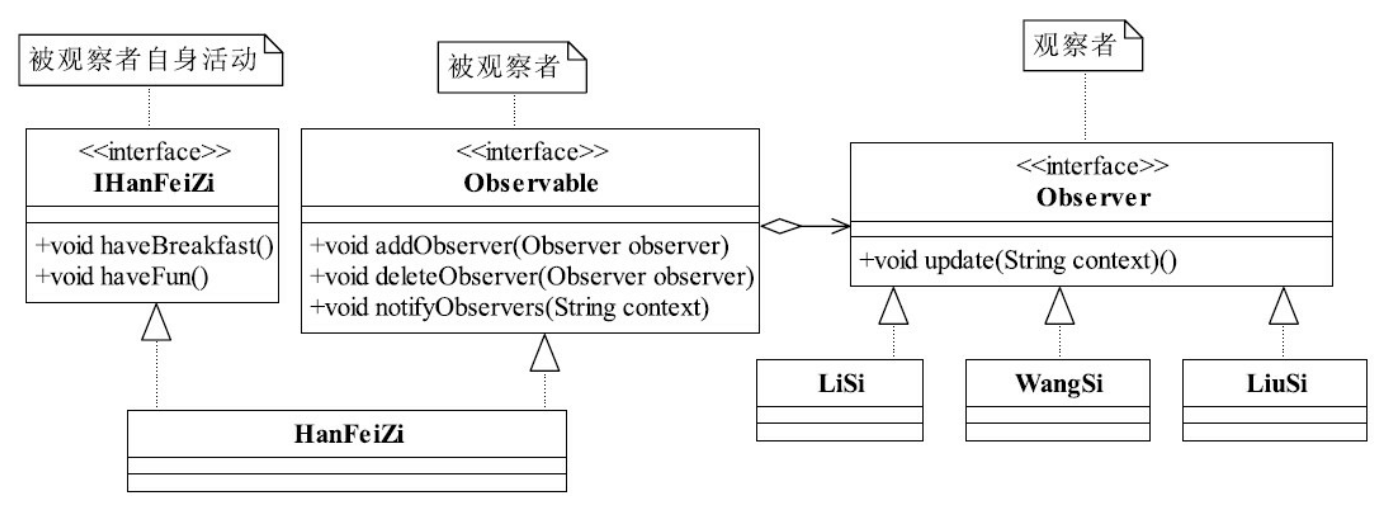 被观察者自身活动
<<interface>>
IHanFeiZi
+void haveBreakfast()
+void haveFun()
被观察者
<<interface>>
Observable
+void addObserver(Observer observer)
+void deleteObserver(Observer observer)
+void notifyObservers(String context)
观察者
<<interface>>
Observer
+void update(String context)()
HanFeiZi
LiSi
WangSi
LiuSi